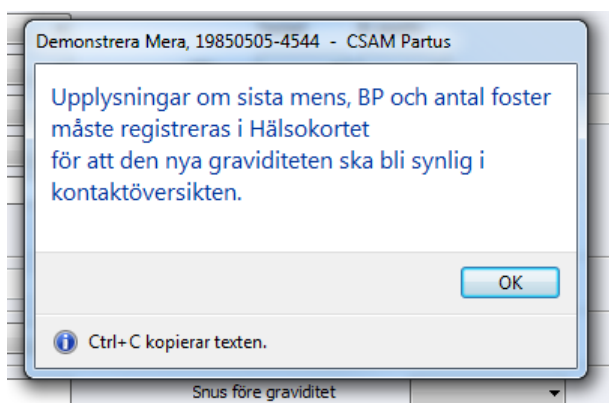 Demonstrera Mera, 19850505-4544 - CSAM Partus
Upplysningar om sista mens, BP och antal foster
måste registreras i Hälsokortet
för att den nya graviditeten ska bli synlig i
kontaktöversikten.
OK
Ctrl+C kopierar texten.
Snus före graviditet